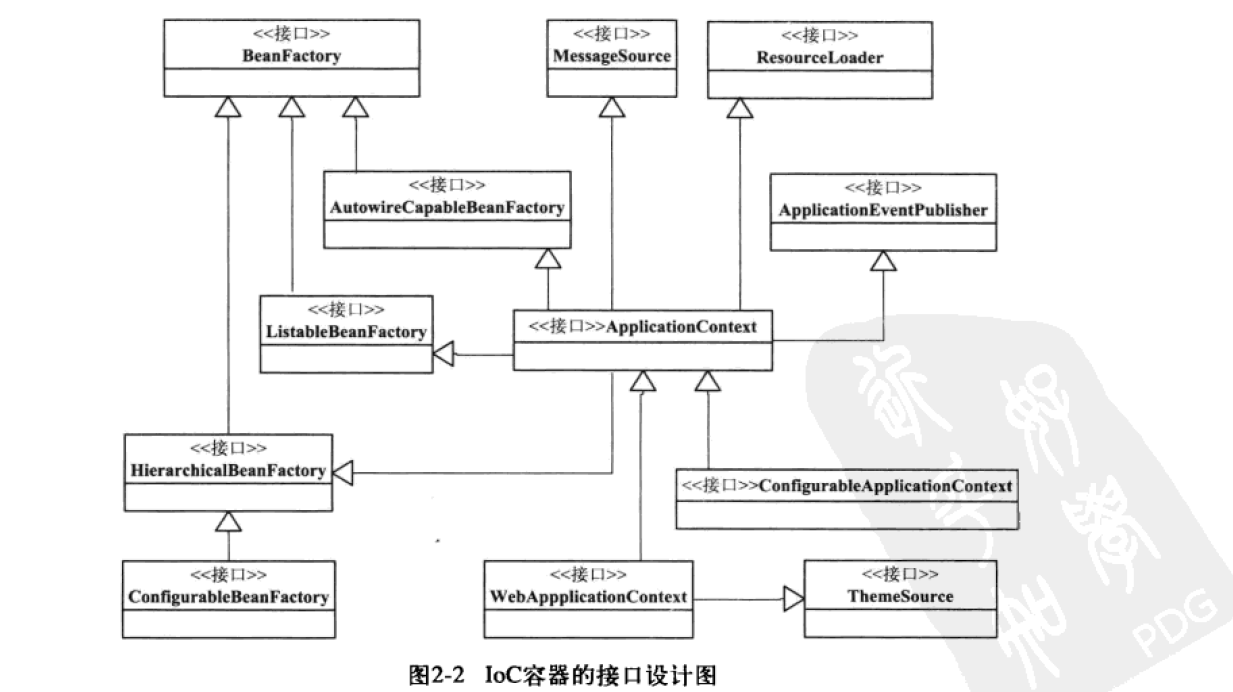 <<接口>>
BeanFactory
<<接口>>
MessageSource
<<接口>>
ResourceLoader
<<接口>>
AutowireCapableBeanFactory
<<接口>>
ApplicationEventPublisher
<<接口>>
ListableBeanFactory
<<接口>>ApplicationContext
<<接口>>
HierarchicalBeanFactory
<<接口>>ConfigurableApplicationContext
<<接口>>
ConfigurableBeanFactory
<<接口>>
WebAppplicationContext
<<接口>>
ThemeSource
PDG
图2-2 IoC容器的接口设计图